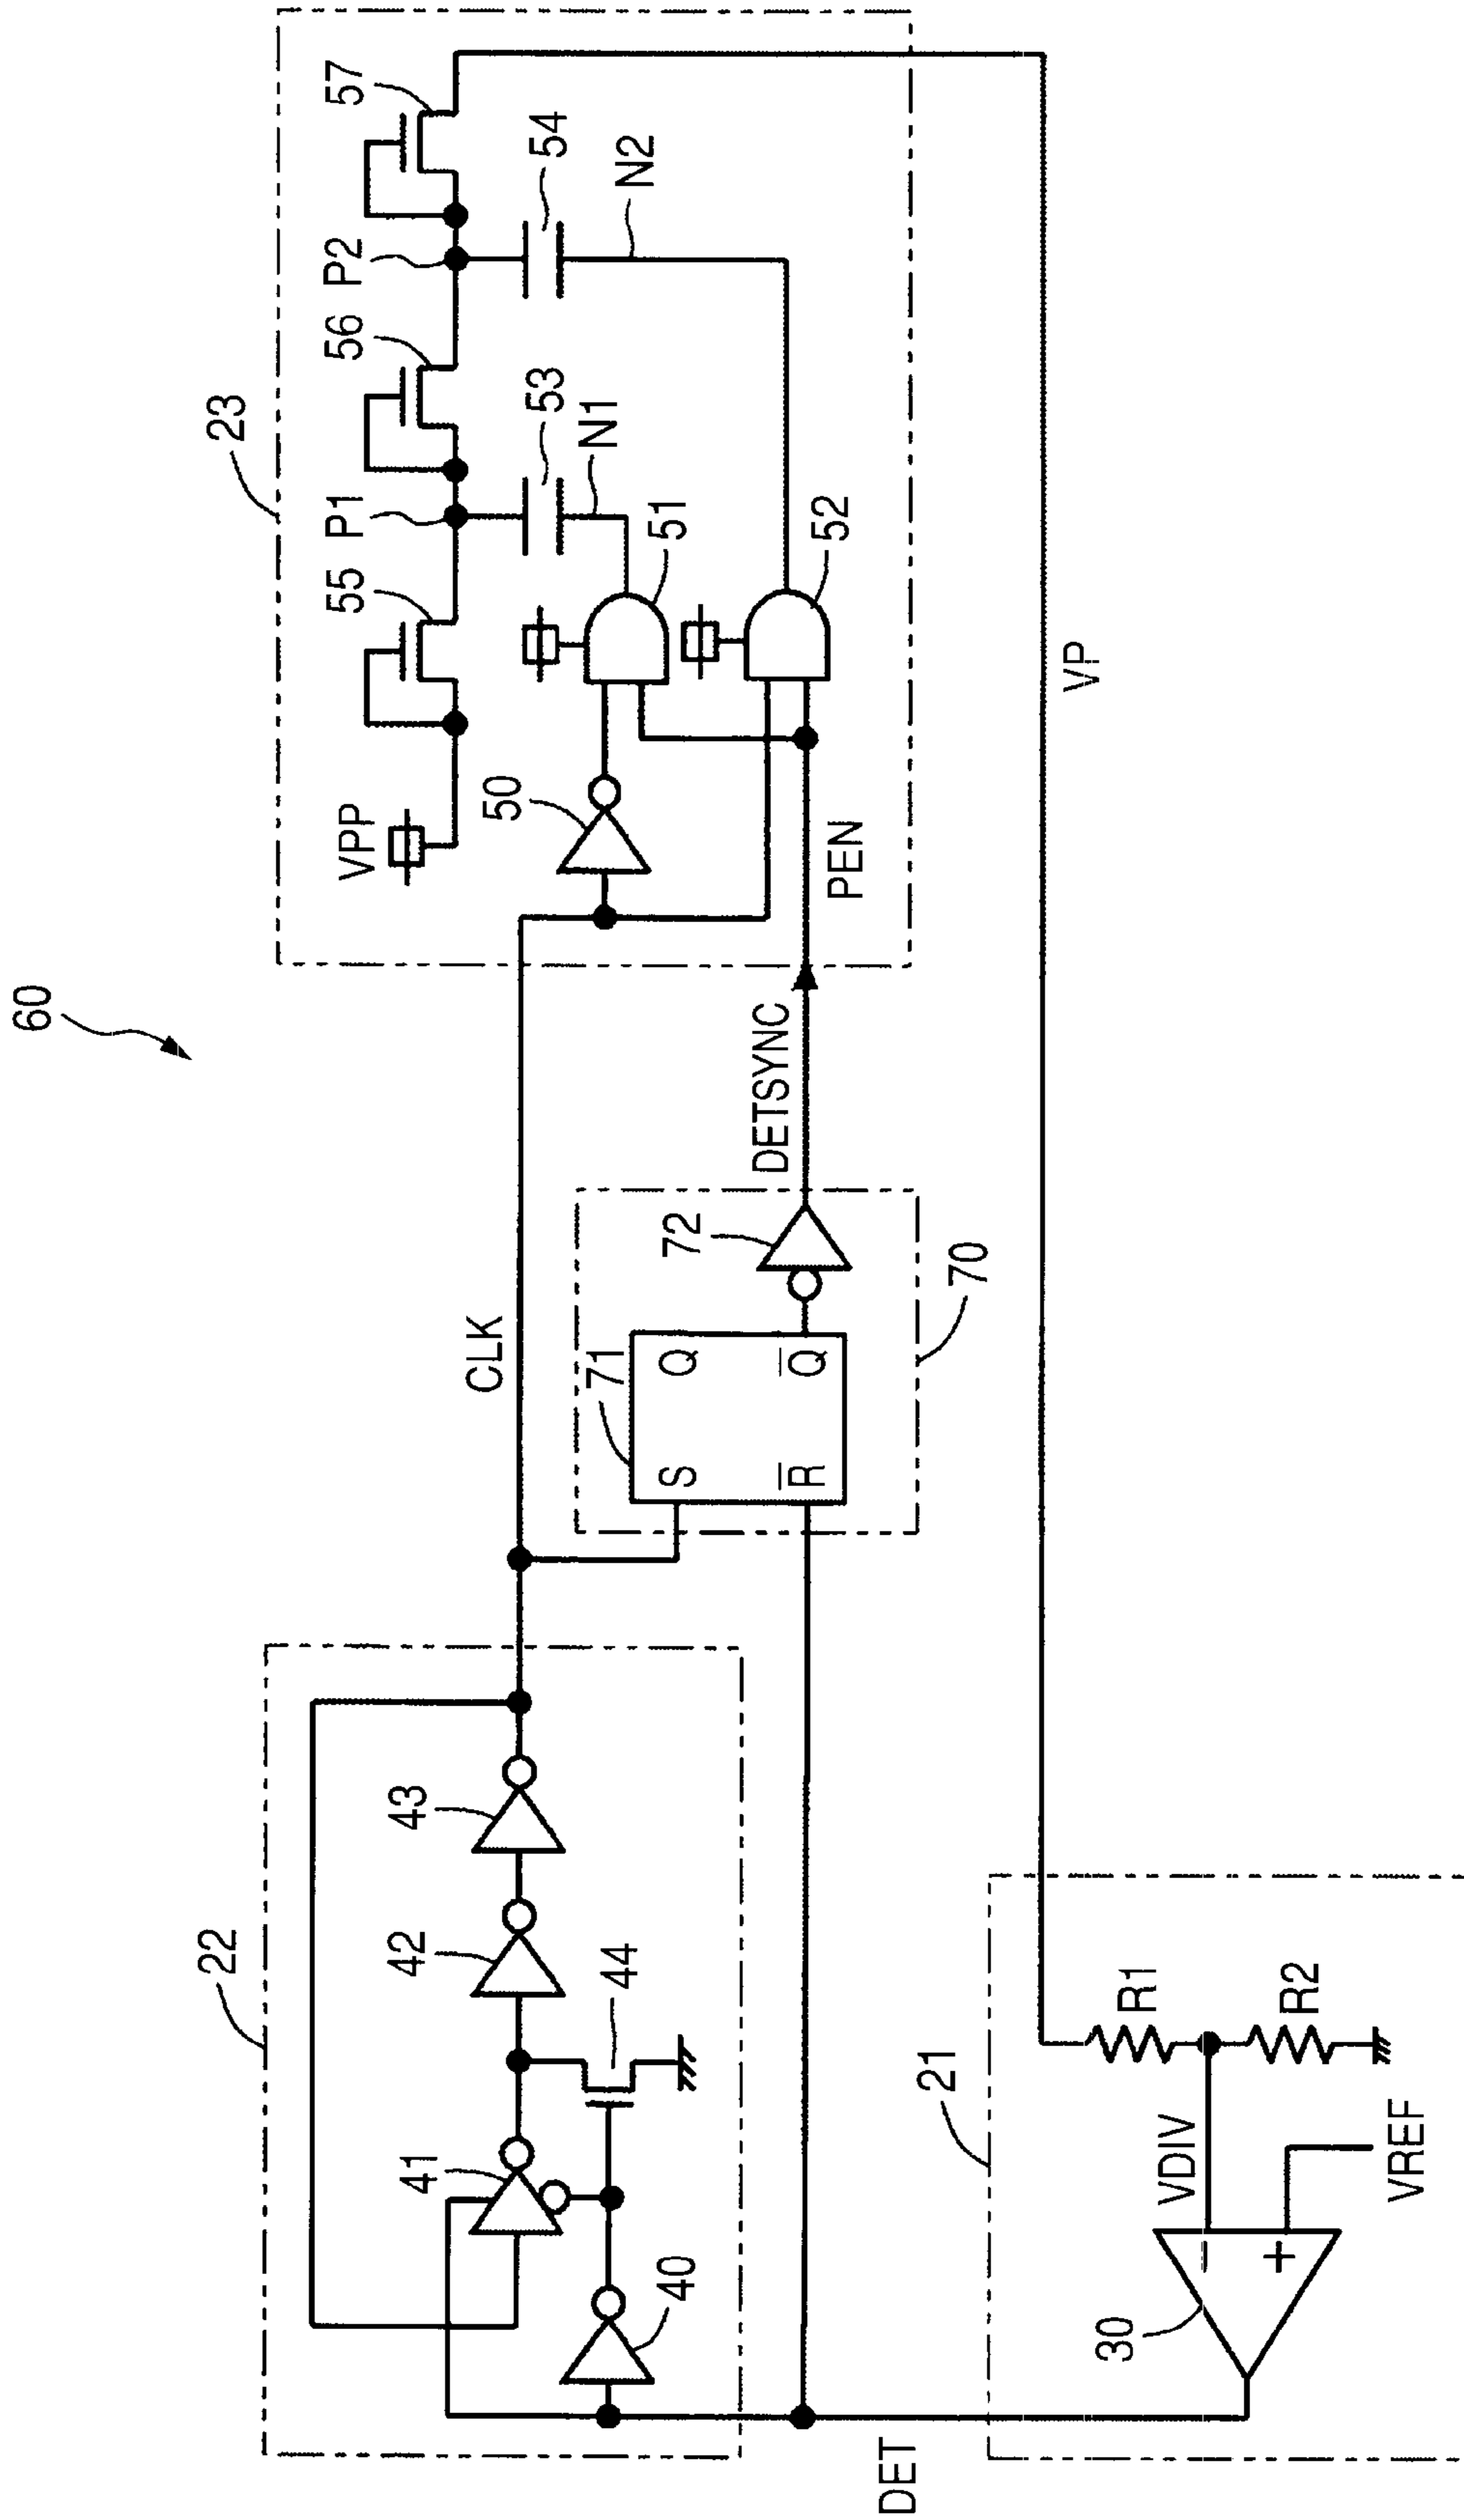 60
23
VPP
55
P1
56
P2
57
53
54
N1
N2
50
51
52
PEN
VP
CLK
DETSYNC
71
72
S
Q
R̅
Q̅
70
22
41
42
43
44
40
DET
21
30
VDIV
-
+
R1
R2
VREF